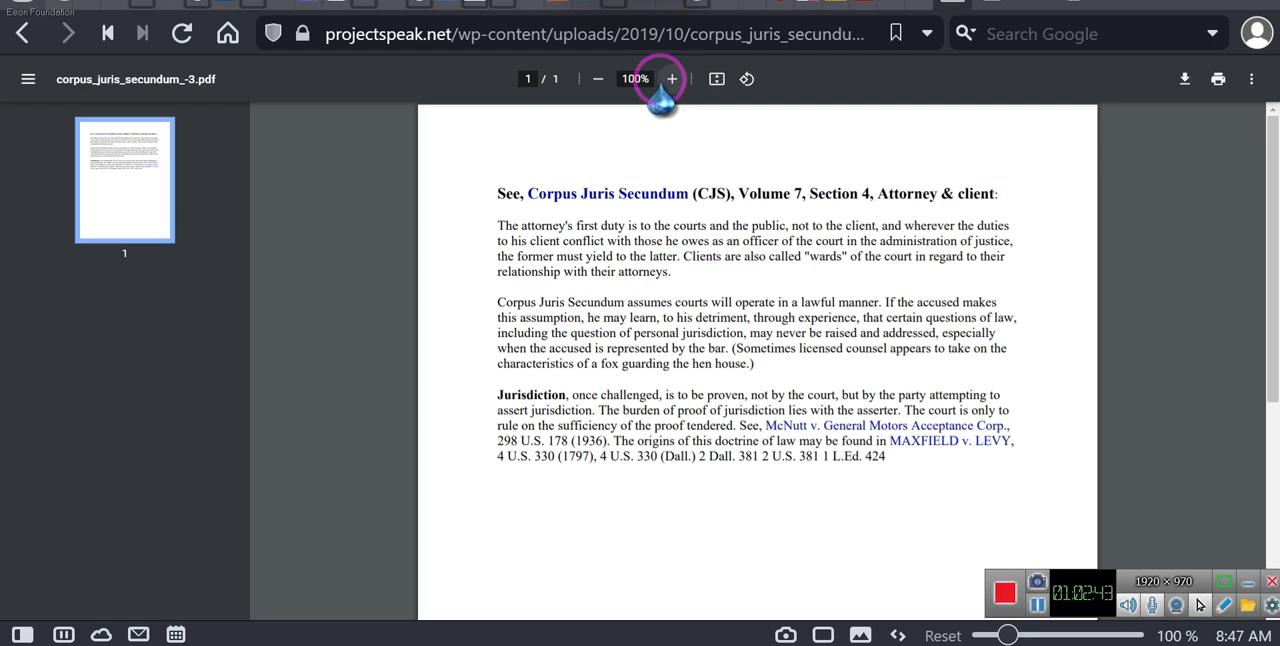 Eeon Foundation
projectspeak.net/wp-content/uploads/2019/10/corpus_juris_secundu...
Search Google
corpus_juris_secundum_-3.pdf
1 / 1
100%
1
See, Corpus Juris Secundum (CJS), Volume 7, Section 4, Attorney & client:
The attorney's first duty is to the courts and the public, not to the client, and wherever the duties
to his client conflict with those he owes as an officer of the court in the administration of justice,
the former must yield to the latter. Clients are also called "wards" of the court in regard to their
relationship with their attorneys.
Corpus Juris Secundum assumes courts will operate in a lawful manner. If the accused makes
this assumption, he may learn, to his detriment, through experience, that certain questions of law,
including the question of personal jurisdiction, may never be raised and addressed, especially
when the accused is represented by the bar. (Sometimes licensed counsel appears to take on the
characteristics of a fox guarding the hen house.)
Jurisdiction, once challenged, is to be proven, not by the court, but by the party attempting to
assert jurisdiction. The burden of proof of jurisdiction lies with the asserter. The court is only to
rule on the sufficiency of the proof tendered. See, McNutt v. General Motors Acceptance Corp.,
298 U.S. 178 (1936). The origins of this doctrine of law may be found in MAXFIELD v. LEVY,
4 U.S. 330 (1797), 4 U.S. 330 (Dall.) 2 Dall. 381 2 U.S. 381 1 L.Ed. 424
1920 × 970
01:02:43
Reset
100 %
8:47 AM